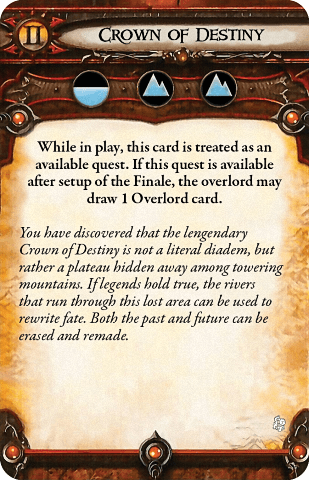 II
Crown of Destiny
While in play, this card is treated as an
available quest. If this quest is available
after setup of the Finale, the overlord may
draw 1 Overlord card.
You have discovered that the lengendary
Crown of Destiny is not a literal diadem, but
rather a plateau hidden away among towering
mountains. If legends hold true, the rivers
that run through this lost area can be used to
rewrite fate. Both the past and future can be
erased and remade.